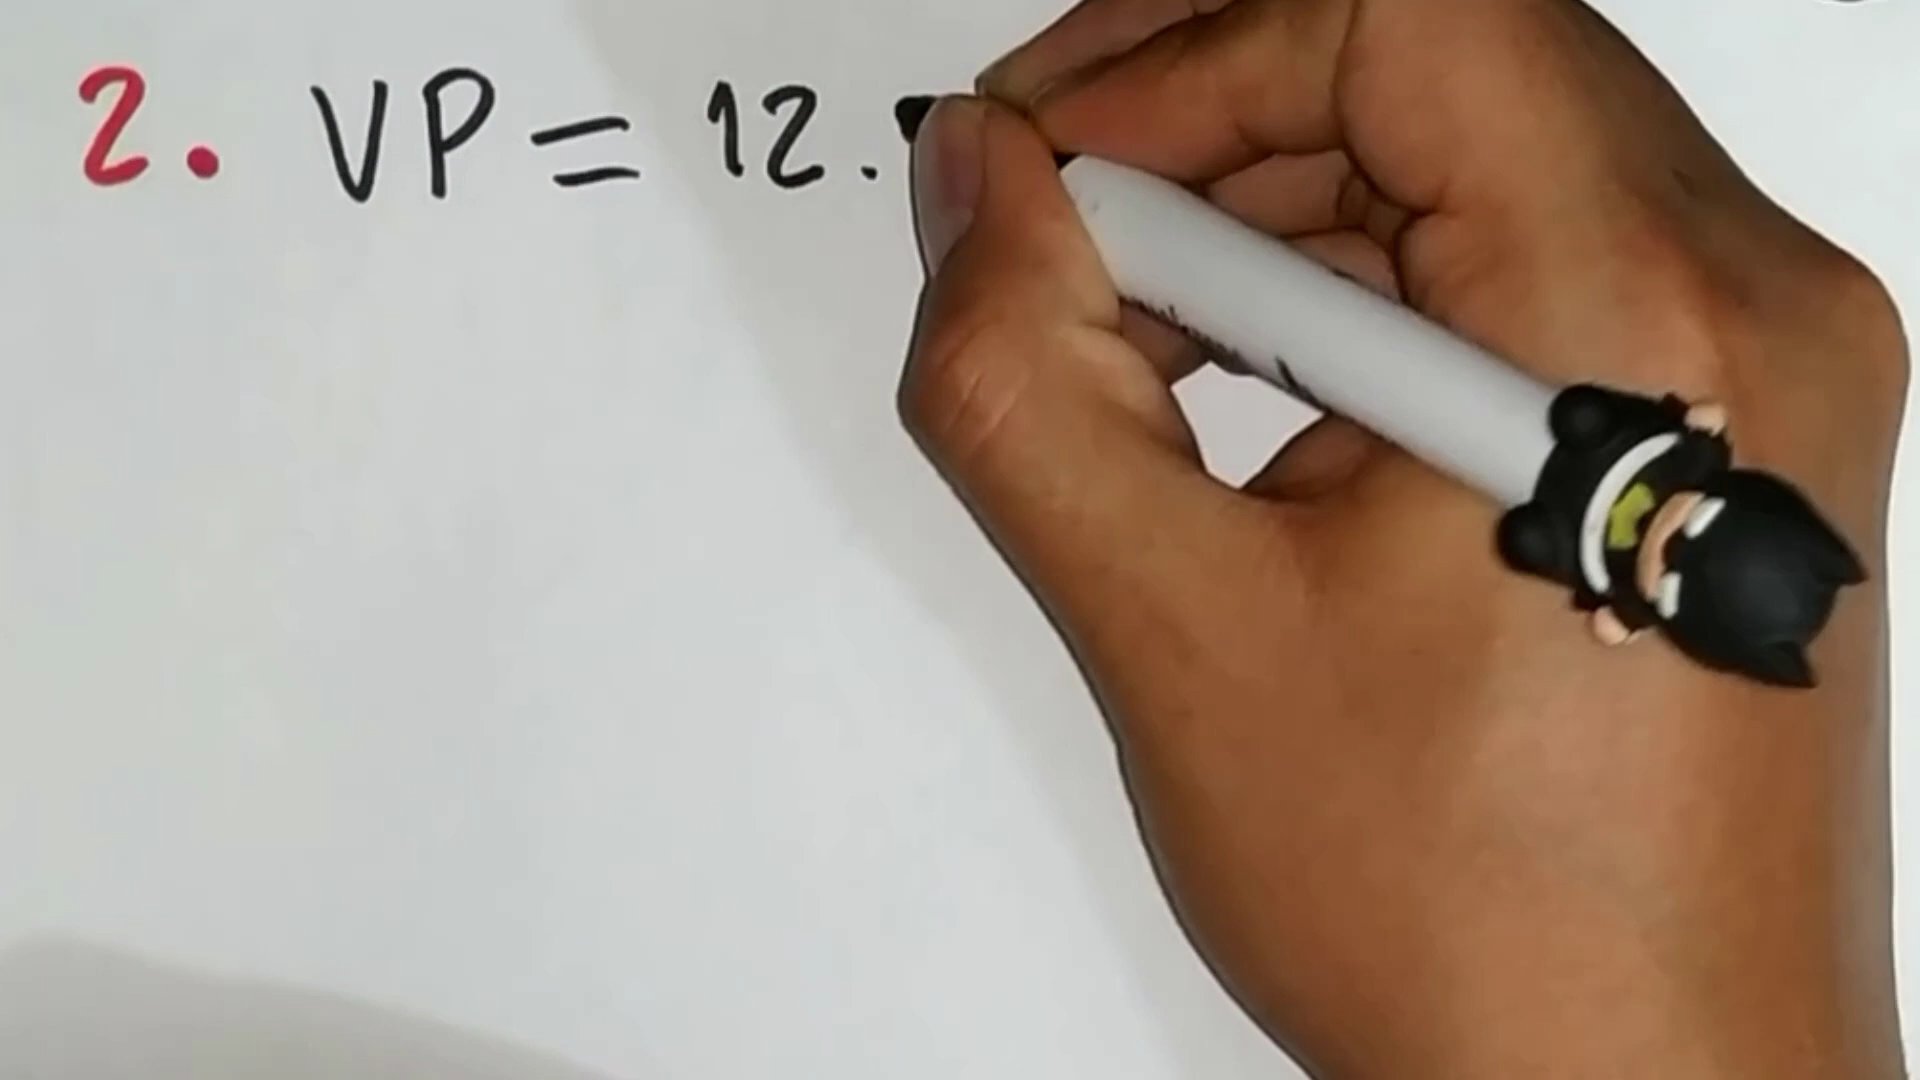 2. VP = 12.